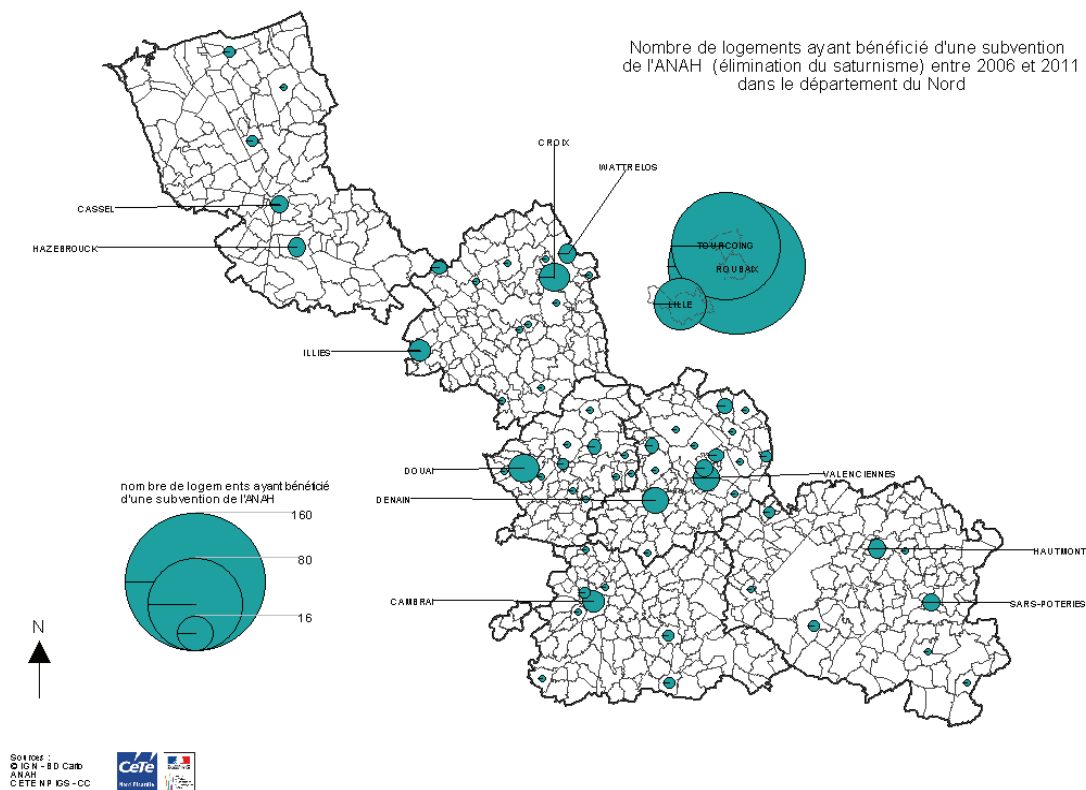 Nombre de logements ayant bénéficié d'une subvention
de l'ANAH (élimination du saturnisme) entre 2006 et 2011
dans le département du Nord
CROIX
WATTRELOS
CASSEL
HAZEBROUCK
TOURCOING
ROUBAIX
LILLE
ILLIES
DOUAI
VALENCIENNES
DENAIN
HAUTMONT
CAMBRAI
SARS-POTERIES
nombre de logements ayant bénéficié
d'une subvention de l'ANAH
160
80
16
N
Sources :
© IGN - BD Carto
ANAH
CETE NP IGS - CC
CeTe
Nord Picardie